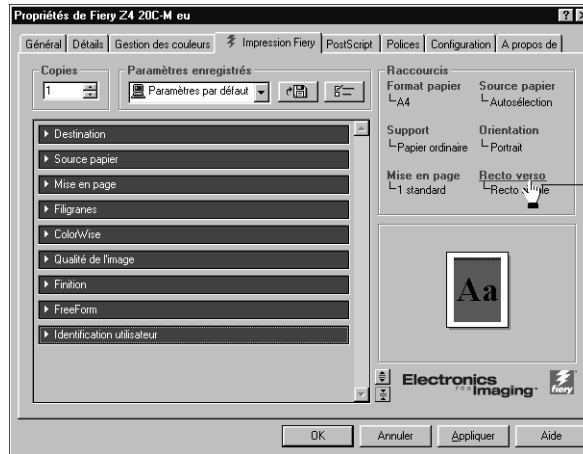 Propriétés de Fiery Z4 20C-M eu
Général Détails Gestion des couleurs Impression Fiery PostScript Polices Configuration A propos de
Copies
1
Paramètres enregistrés
Paramètres par défaut
Raccourcis
Format papier Source papier
A4 Autosélection
Support Orientation
Papier ordinaire Portrait
Mise en page Recto verso
1 standard Recto
Destination
Source papier
Mise en page
Filigranes
ColorWise
Qualité de l'image
Finition
FreeForm
Identification utilisateur
Aa
Electronics
FOR Imaging
fiery
OK Annuler Appliquer Aide